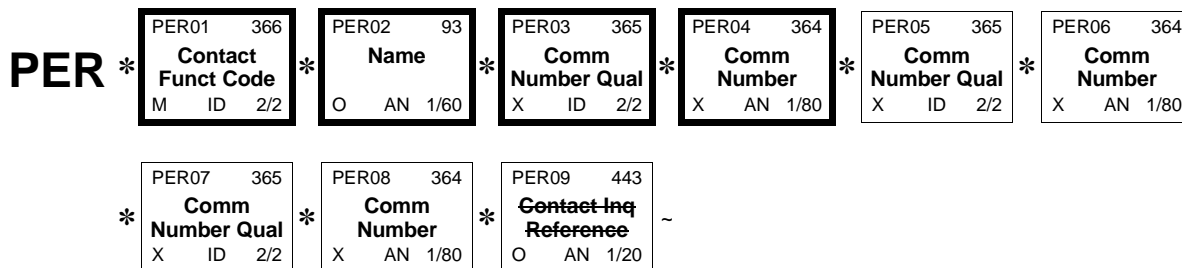 PER01 366 PER02 93 PER03 365 PER04 364 PER05 365 PER06 364
PER * Contact * Name * Comm * Comm * Comm * Comm
Funct Code Number Qual Number Number Qual Number
M ID 2/2 O AN 1/60 X ID 2/2 X AN 1/80 X ID 2/2 X AN 1/80
PER07 365 PER08 364 PER09 443
* Comm * Comm * Contact Inq ~
Number Qual Number Reference
X ID 2/2 X AN 1/80 O AN 1/20